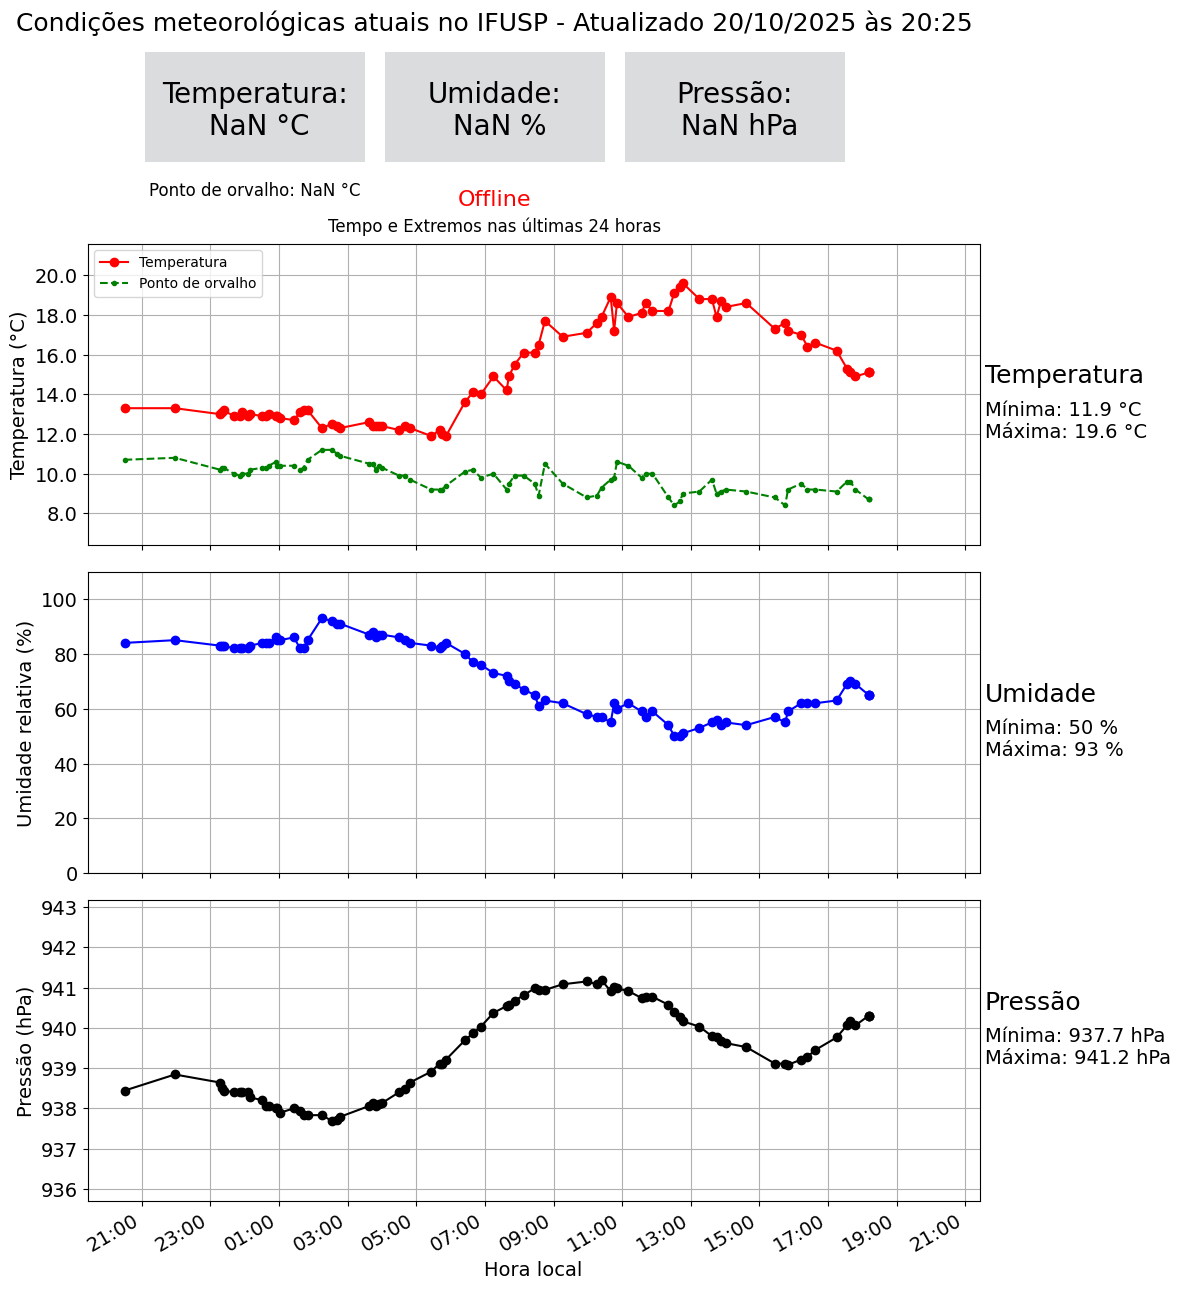 Condições meteorológicas atuais no IFUSP - Atualizado 20/10/2025 às 20:25
Temperatura:
NaN °C
Umidade:
NaN %
Pressão:
NaN hPa
Ponto de orvalho: NaN °C
Offline
Tempo e Extremos nas últimas 24 horas
Temperatura
Ponto de orvalho
Temperatura (°C)
20.0
18.0
16.0
14.0
12.0
10.0
8.0
Temperatura
Mínima: 11.9 °C
Máxima: 19.6 °C
Umidade relativa (%)
100
80
60
40
20
0
Umidade
Mínima: 50 %
Máxima: 93 %
Pressão (hPa)
943
942
941
940
939
938
937
936
Pressão
Mínima: 937.7 hPa
Máxima: 941.2 hPa
21:00 23:00 01:00 03:00 05:00 07:00 09:00 11:00 13:00 15:00 17:00 19:00 21:00
Hora local